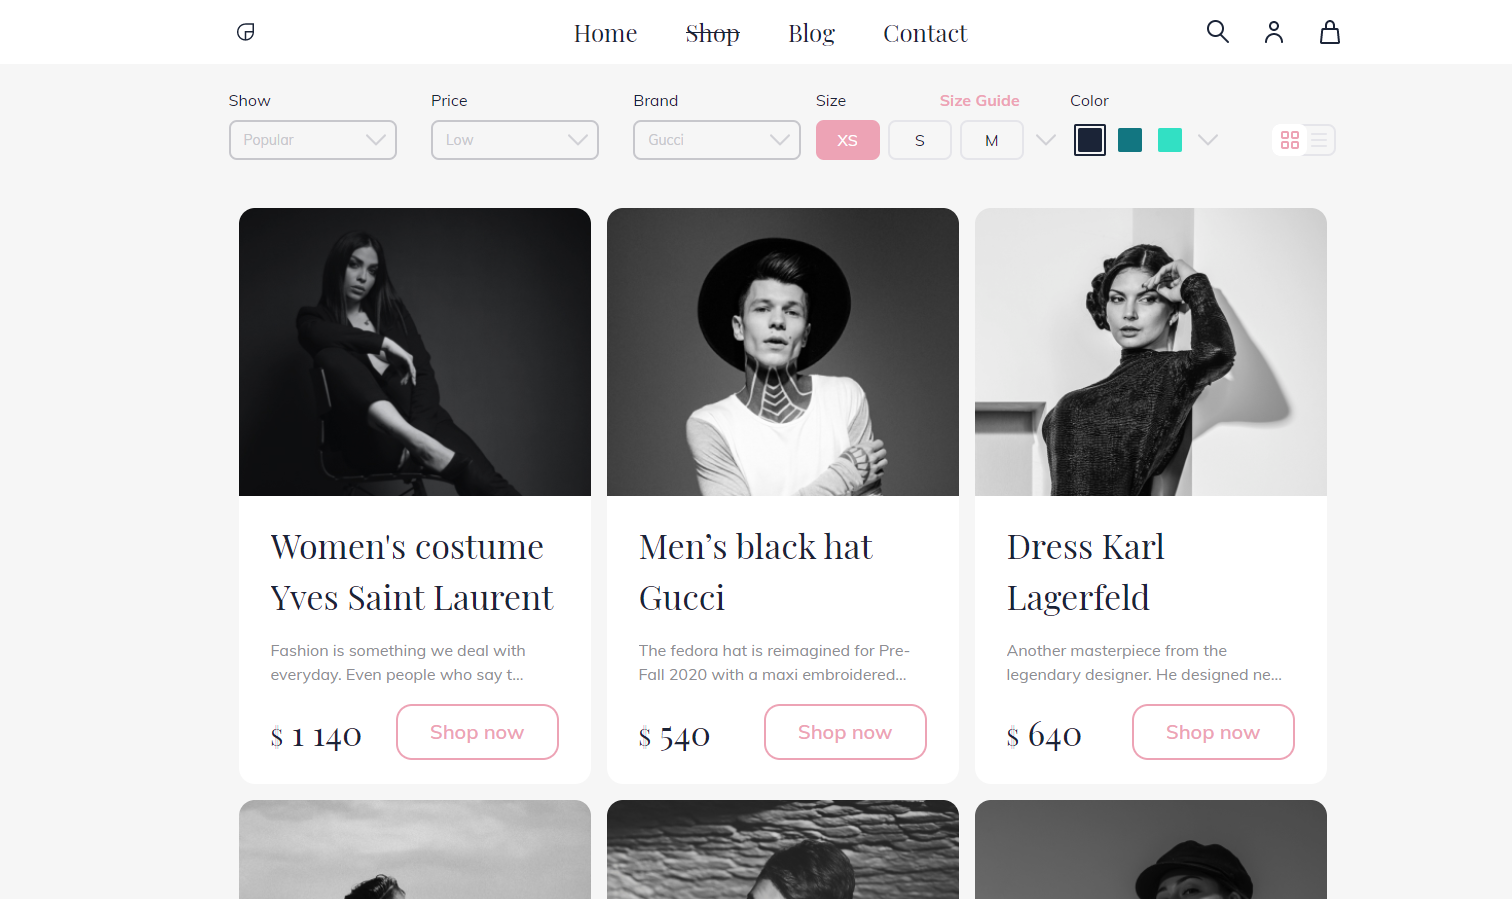 Home Shop Blog Contact
Show Price Brand Size Size Guide Color
Popular Low Gucci XS S M
Women's costume
Yves Saint Laurent
Fashion is something we deal with
everyday. Even people who say t...
$ 1 140 Shop now
Men’s black hat
Gucci
The fedora hat is reimagined for Pre-
Fall 2020 with a maxi embroidered...
$ 540 Shop now
Dress Karl
Lagerfeld
Another masterpiece from the
legendary designer. He designed ne...
$ 640 Shop now